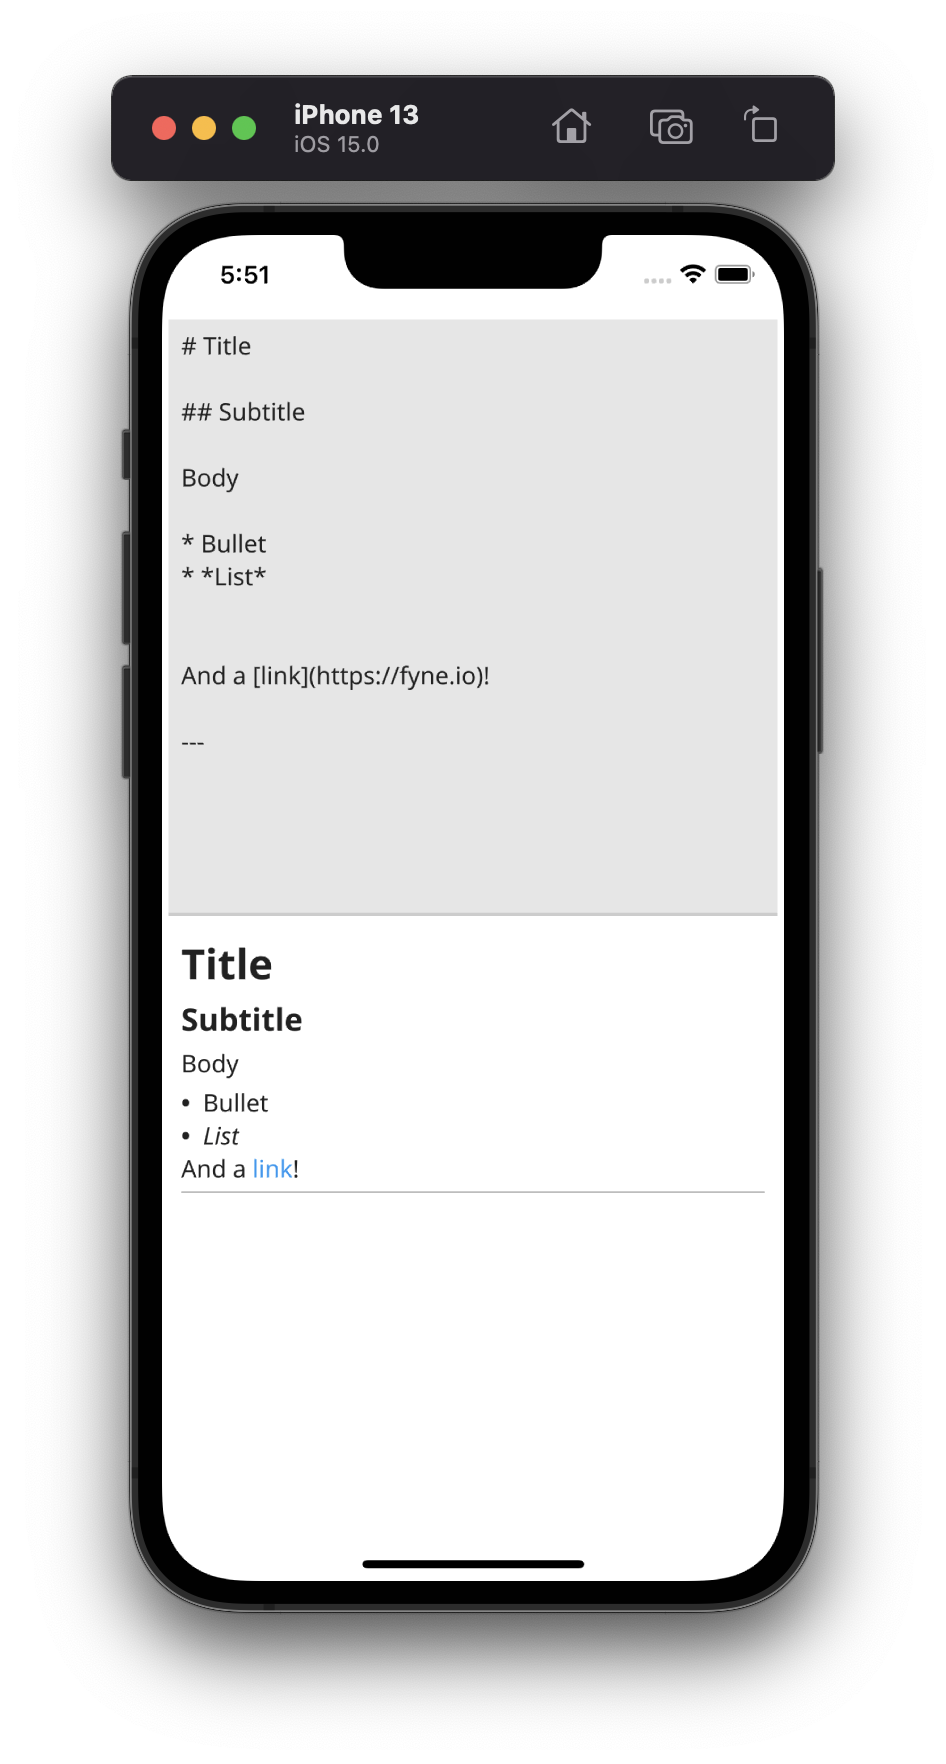 iPhone 13
iOS 15.0
5:51
# Title
## Subtitle
Body
* Bullet
* *List*
And a [link](https://fyne.io)!
---
Title
Subtitle
Body
• Bullet
• List
And a link!